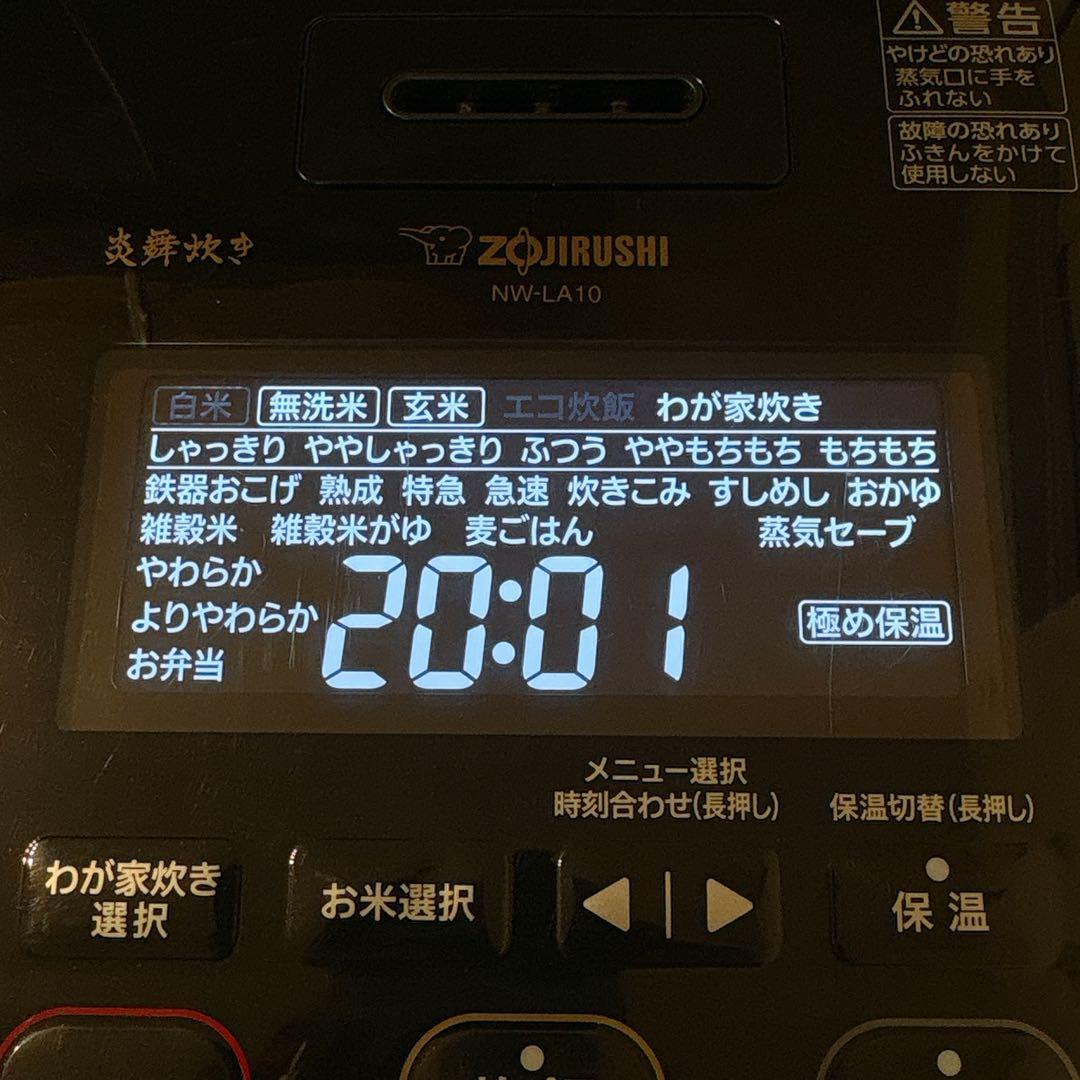 警告
やけどの恐れあり
蒸気口に手を
ふれない
故障の恐れあり
ふきんをかけて
使用しない
炎舞炊き
ZOJIRUSHI
NW-LA10
白米 無洗米 玄米 エコ炊飯 わが家炊き
しゃっきり ややしゃっきり ふつう ややもちもち もちもち
鉄器おこげ 熟成 特急 急速 炊きこみ すしめし おかゆ
雑穀米 雑穀米がゆ 麦ごはん 蒸気セーブ
やわらか
よりやわらか
お弁当
20:01
極め保温
メニュー選択
時刻合わせ(長押し)
保温切替(長押し)
わが家炊き
選択
お米選択
保温